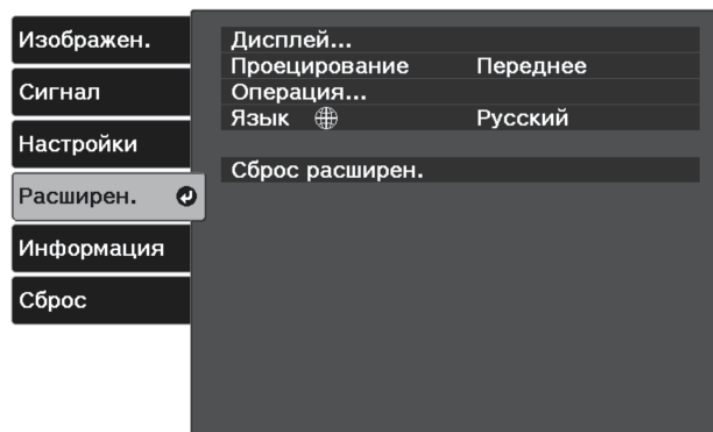 Изображен.
Сигнал
Настройки
Расширен.
Информация
Сброс
Дисплей...
Проецирование Переднее
Операция...
Язык Русский
Сброс расширен.